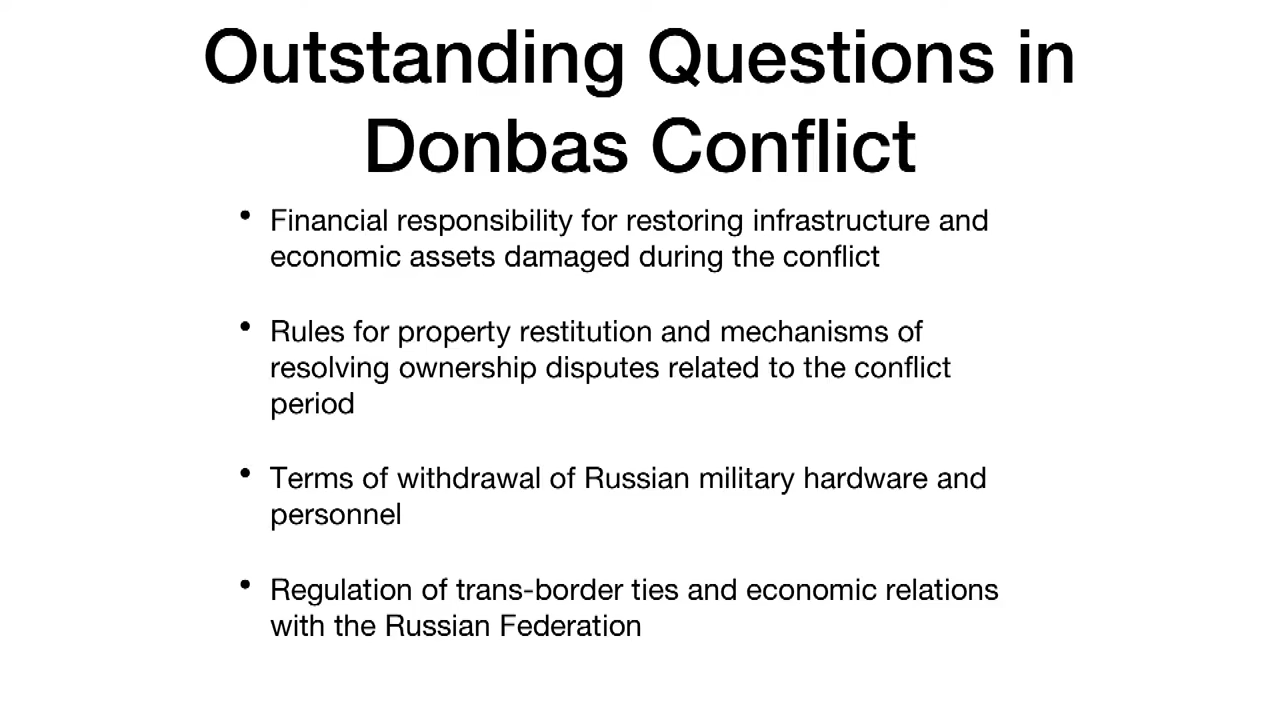 Outstanding Questions in
Donbas Conflict
• Financial responsibility for restoring infrastructure and
economic assets damaged during the conflict
• Rules for property restitution and mechanisms of
resolving ownership disputes related to the conflict
period
• Terms of withdrawal of Russian military hardware and
personnel
• Regulation of trans-border ties and economic relations
with the Russian Federation